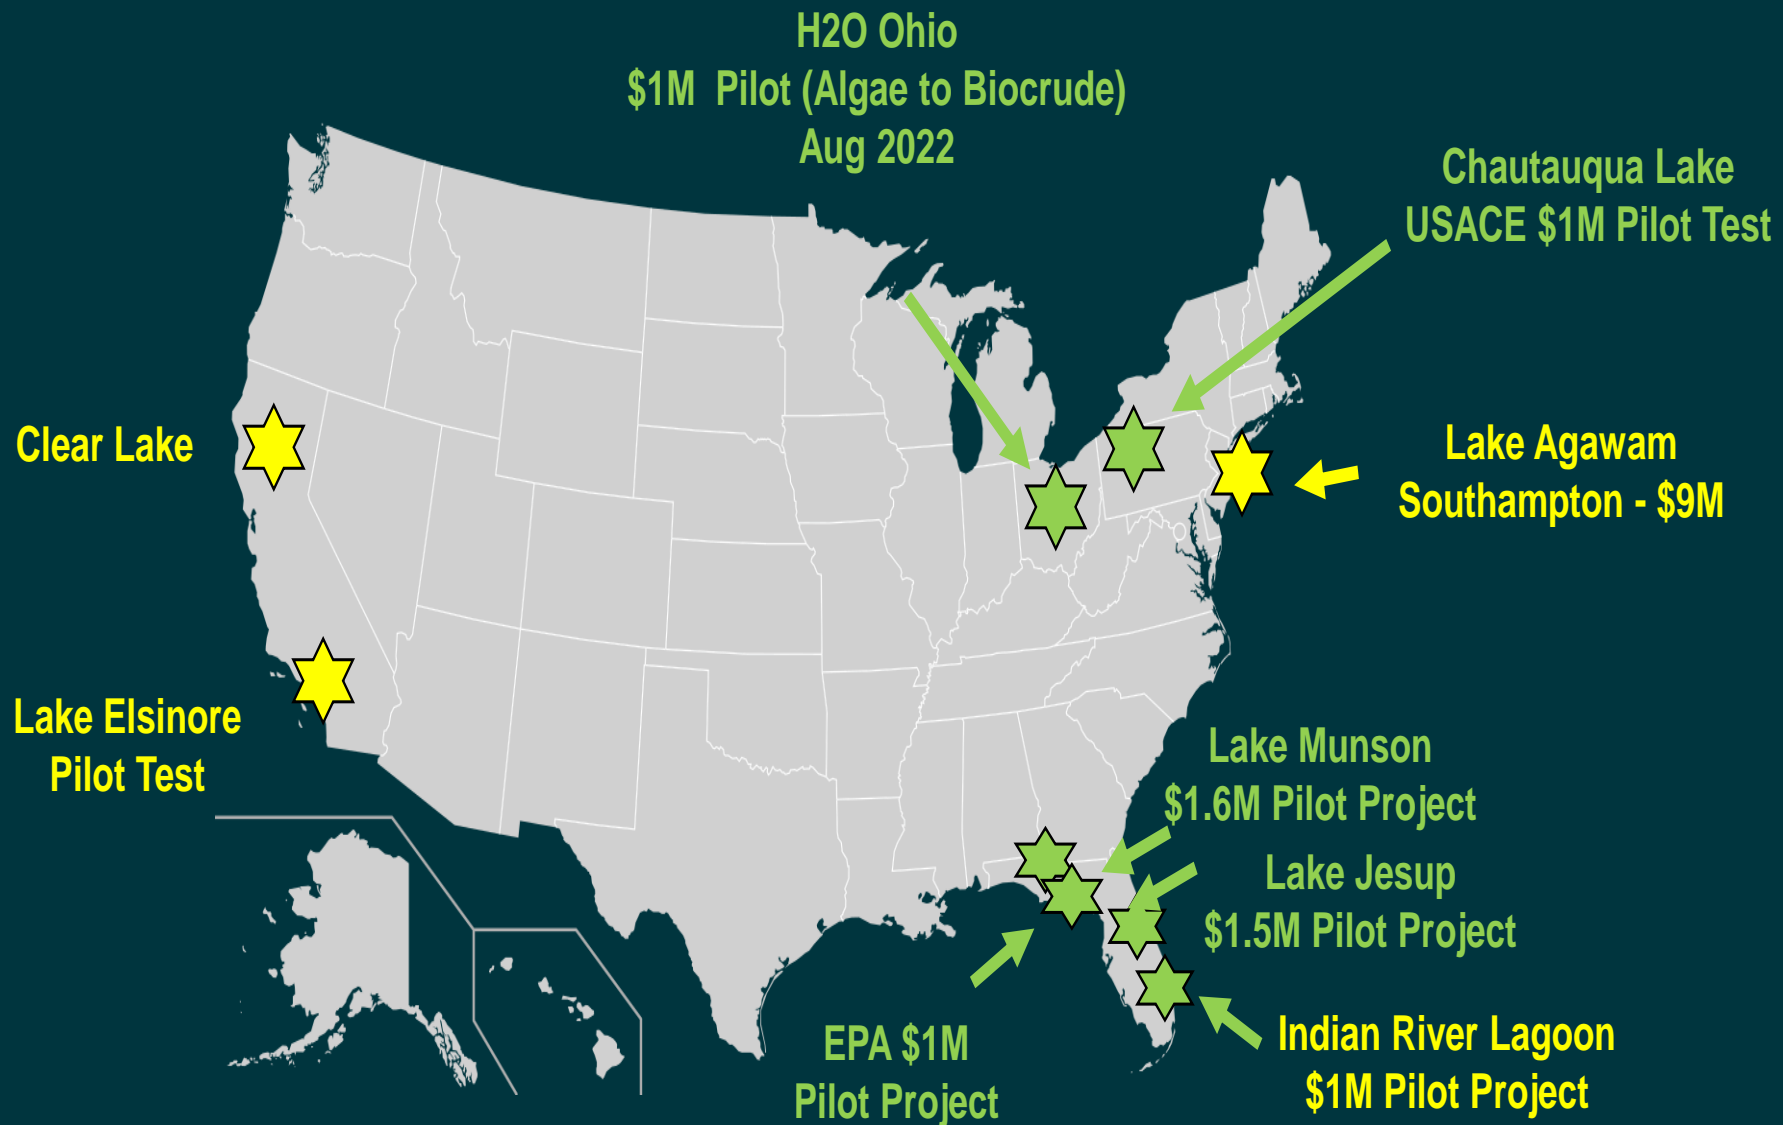 H2O Ohio
$1M  Pilot (Algae to Biocrude)
Aug 2022
Chautauqua Lake
USACE $1M Pilot Test
Clear Lake
Lake Agawam
Southampton - $9M
Lake Elsinore
Pilot Test
Lake Munson
$1.6M Pilot Project
Lake Jesup
$1.5M Pilot Project
EPA $1M
Pilot Project
Indian River Lagoon
$1M Pilot Project